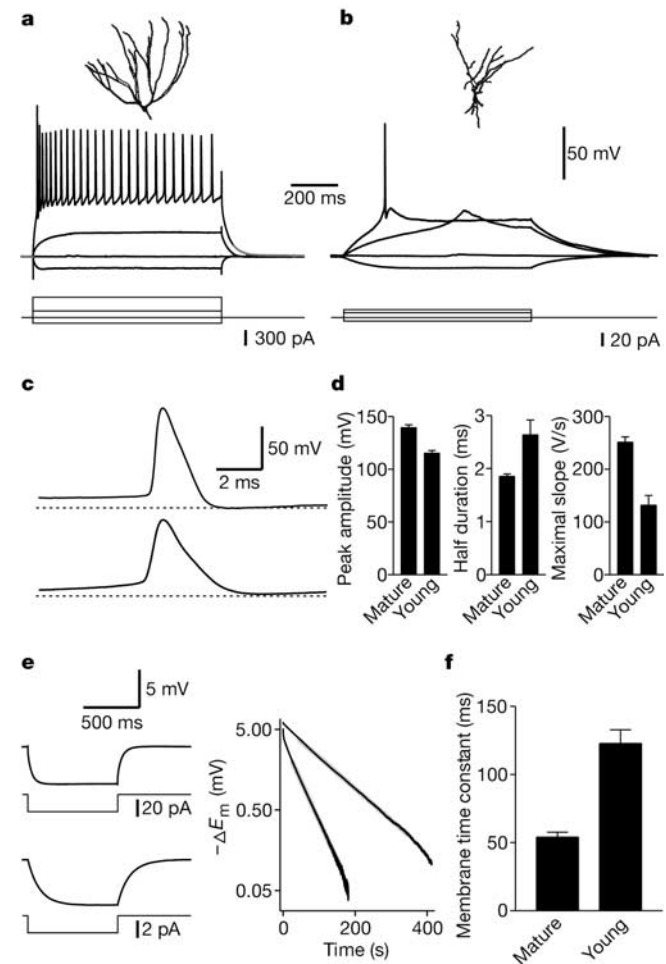 a
b
50 mV
200 ms
300 pA
20 pA
c
50 mV
2 ms
d
Peak amplitude (mV)
150
100
50
0
Mature
Young
Half duration (ms)
3
2
1
0
Mature
Young
Maximal slope (V/s)
300
200
100
0
Mature
Young
e
5 mV
500 ms
20 pA
2 pA
−ΔEm (mV)
5.00
0.50
0.05
0 200 400
Time (s)
f
Membrane time constant (ms)
150
100
50
0
Mature
Young